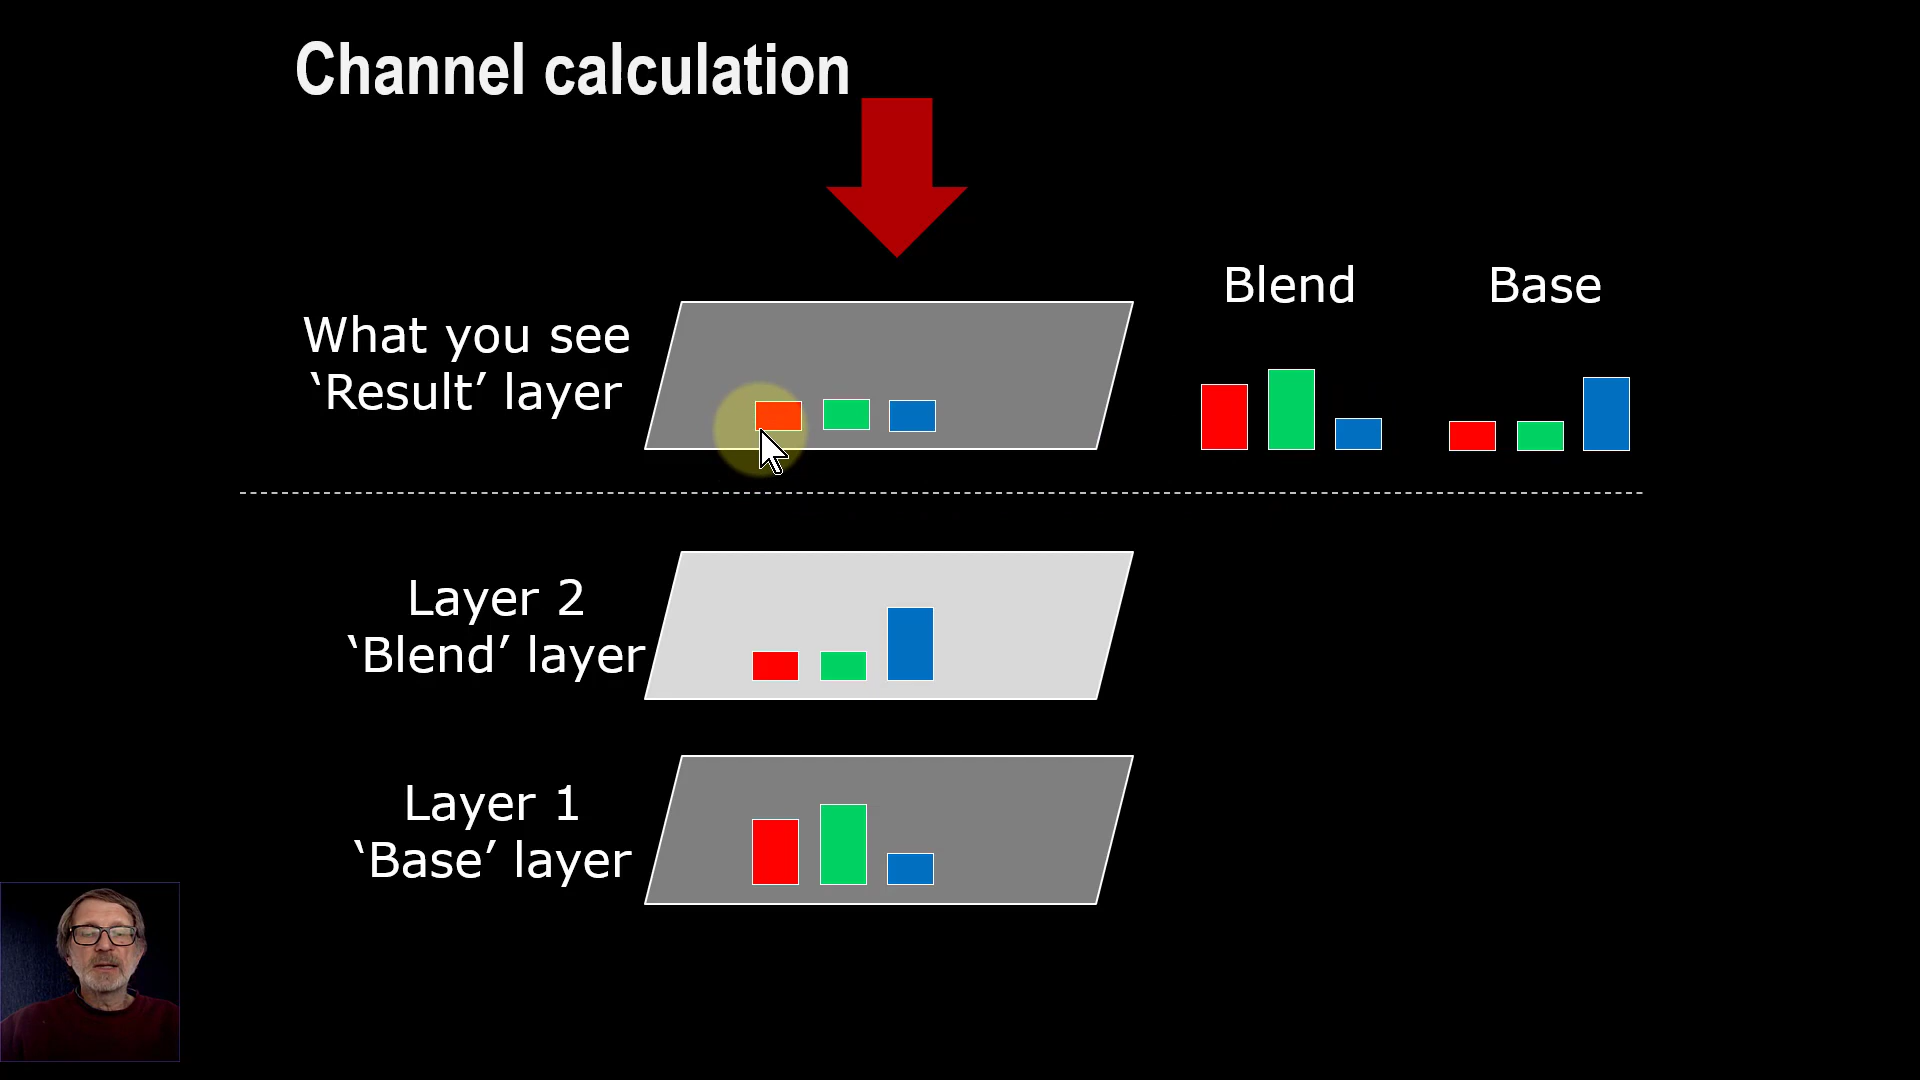 Channel calculation
What you see
‘Result’ layer
Blend
Base
Layer 2
‘Blend’ layer
Layer 1
‘Base’ layer